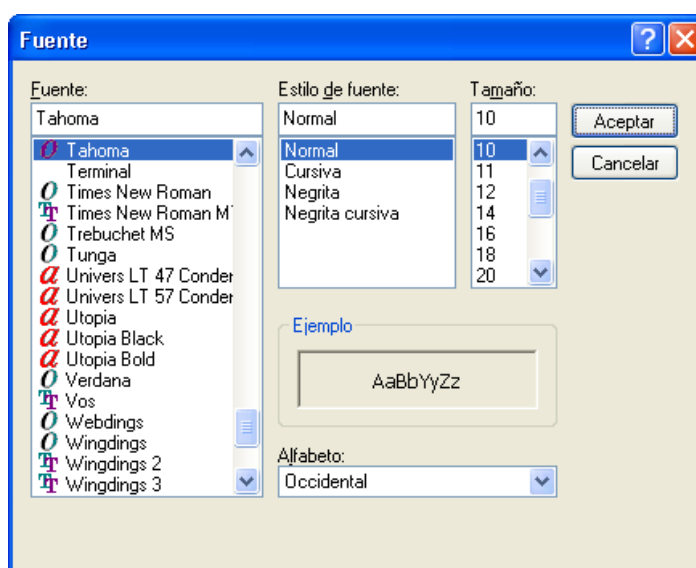 Fuente
Fuente:
Tahoma
Tahoma
Terminal
Times New Roman
Times New Roman M
Trebuchet MS
Tunga
Univers LT 47 Conden
Univers LT 57 Conden
Utopia
Utopia Black
Utopia Bold
Verdana
Vos
Webdings
Wingdings
Wingdings 2
Wingdings 3
Estilo de fuente:
Normal
Normal
Cursiva
Negrita
Negrita cursiva
Tamaño:
10
10
11
12
14
16
18
20
Aceptar
Cancelar
Ejemplo
AaBbYyZz
Alfabeto:
Occidental